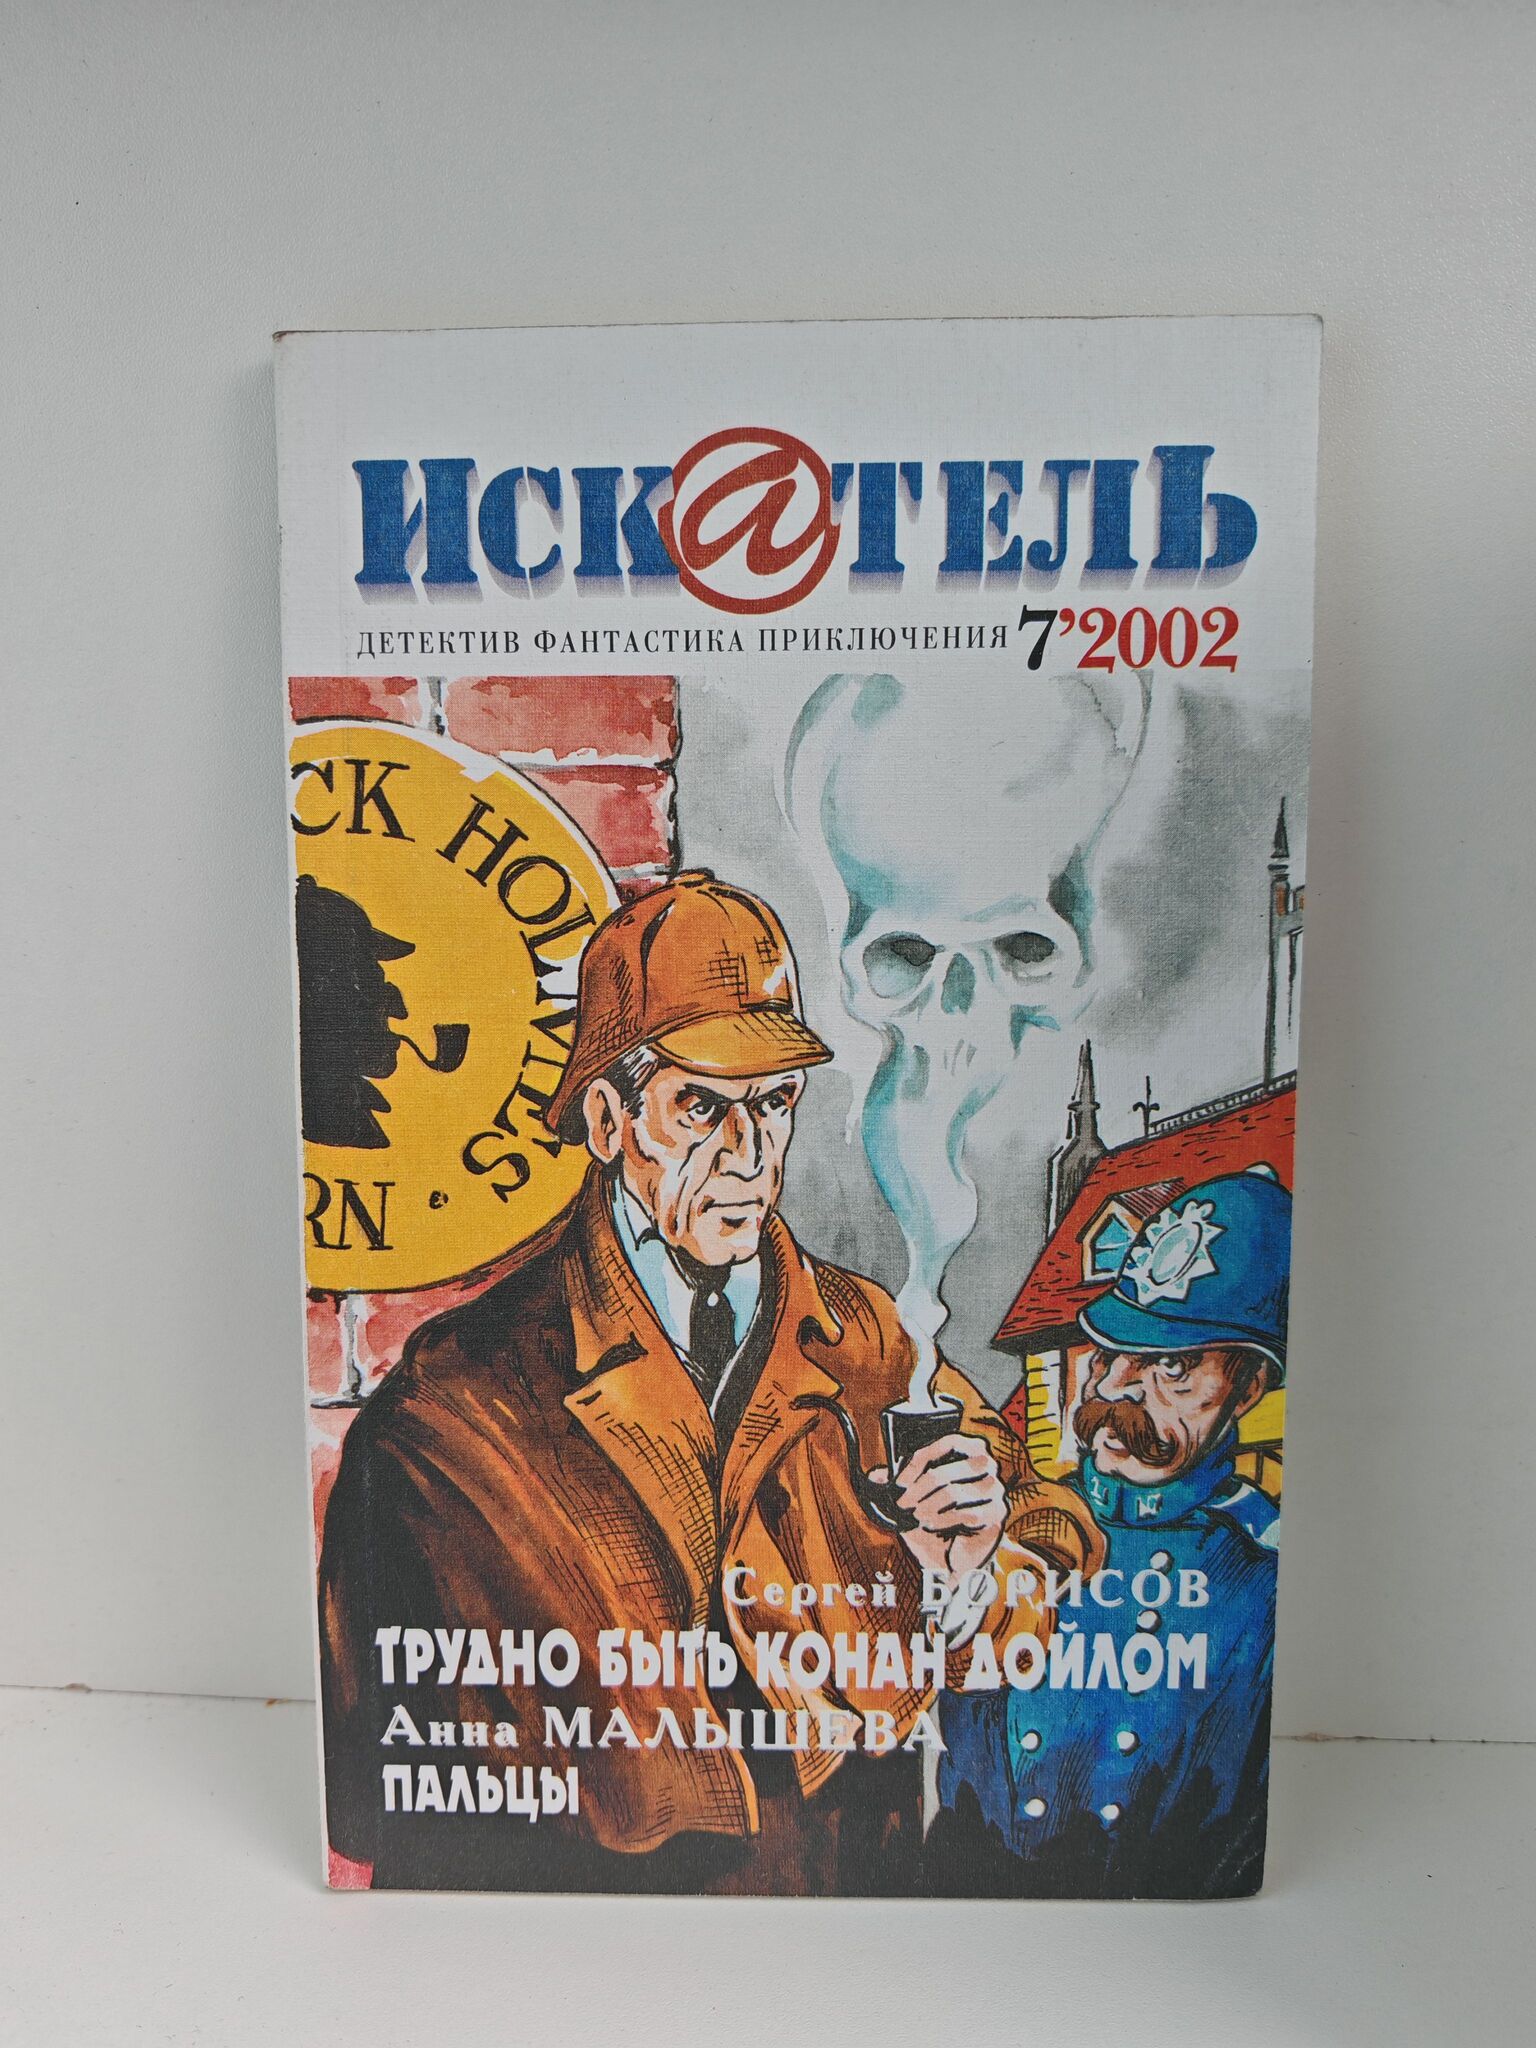 ИСК@ТЕЛЬ
ДЕТЕКТИВ ФАНТАСТИКА ПРИКЛЮЧЕНИЯ 7'2002
CK HOLMES
RN
Сергей БОРИСОВ
ТРУДНО БЫТЬ КОНАН ДОЙЛОМ
Анна МАЛЫШЕВА
ПАЛЬЦЫ